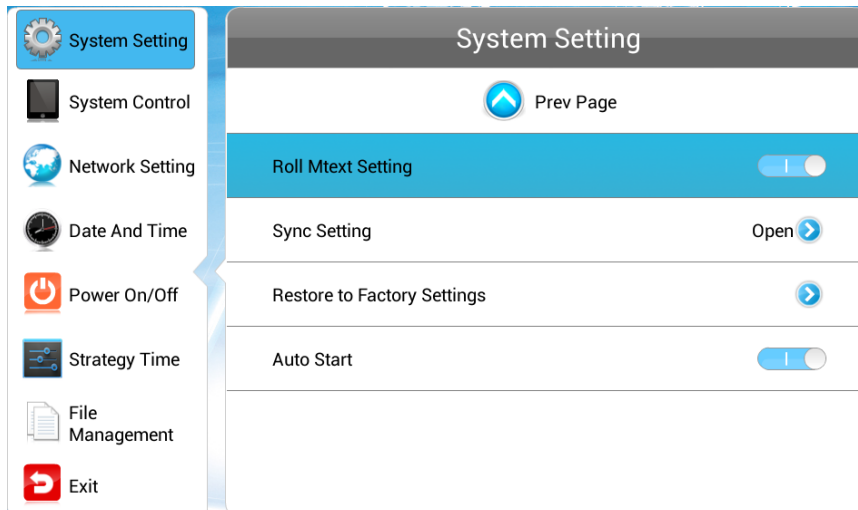 System Setting
System Control
Network Setting
Date And Time
Power On/Off
Strategy Time
File
Management
Exit
System Setting
Prev Page
Roll Mtext Setting
Sync Setting
Open
Restore to Factory Settings
Auto Start